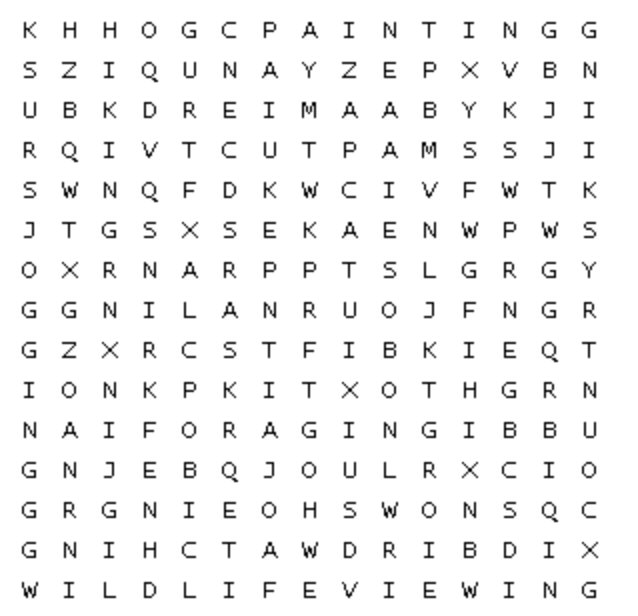 K H H O G C P A I N T I N G G
S Z I Q U N A Y Z E P X V B N
U B K D R E I M A A B Y K J I
R Q I V T C U T P A M S S J I
S W N Q F D K W C I V F W T K
J T G S X S E K A E N W P W S
O X R N A R P P T S L G R G Y
G G N I L A N R U O J F N G R
G Z X R C S T F I B K I E Q T
I O N K P K I T X O T H G R N
N A I F O R A G I N G I B B U
G N J E B Q J O U L R X C I O
G R G N I E O H S W O N S Q C
G N I H C T A W D R I B D I X
W I L D L I F E V I E W I N G